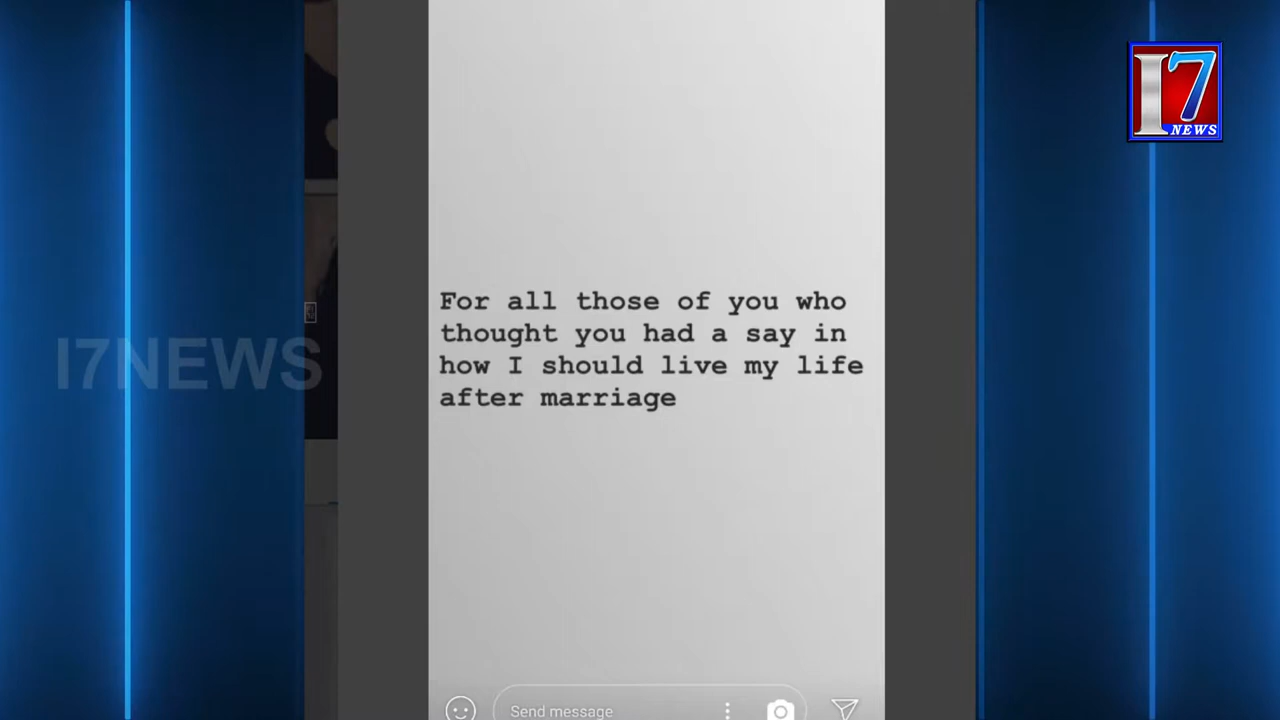 I7
NEWS
For all those of you who
thought you had a say in
how I should live my life
after marriage
I7NEWS
Send message